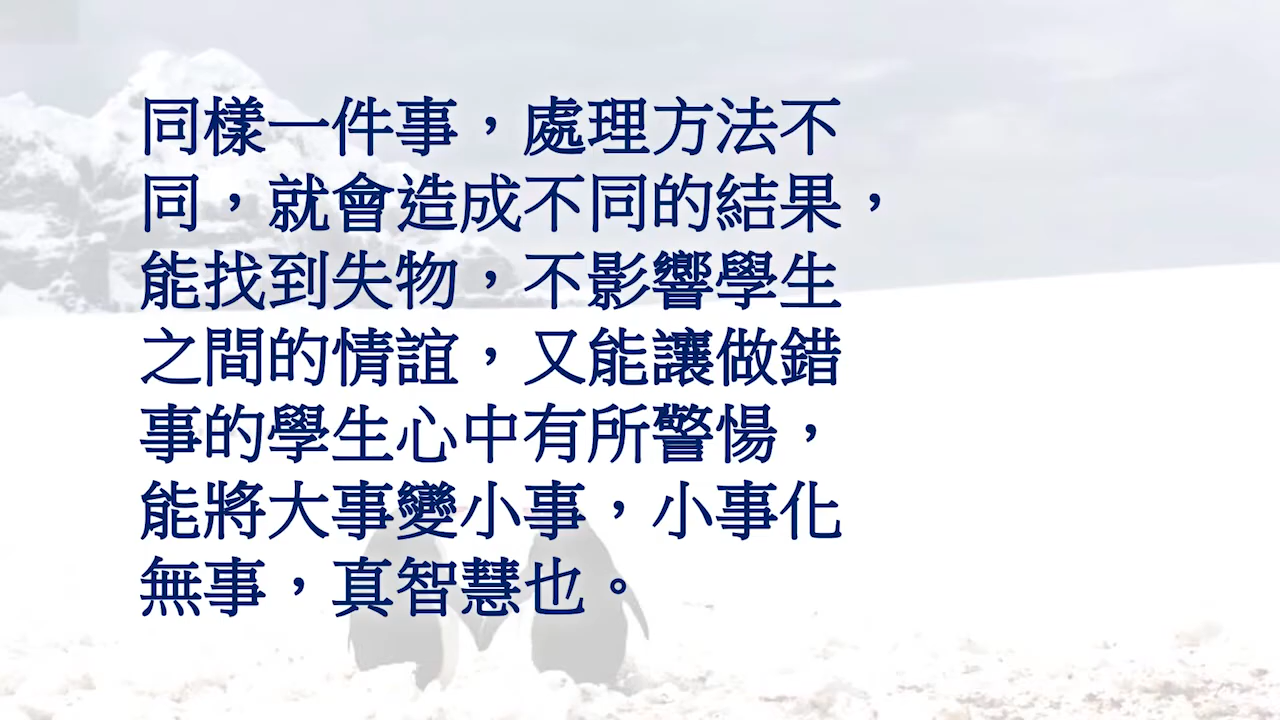 同樣一件事，處理方法不
同，就會造成不同的結果，
能找到失物，不影響學生
之間的情誼，又能讓做錯
事的學生心中有所警惕，
能將大事變小事，小事化
無事，真智慧也。